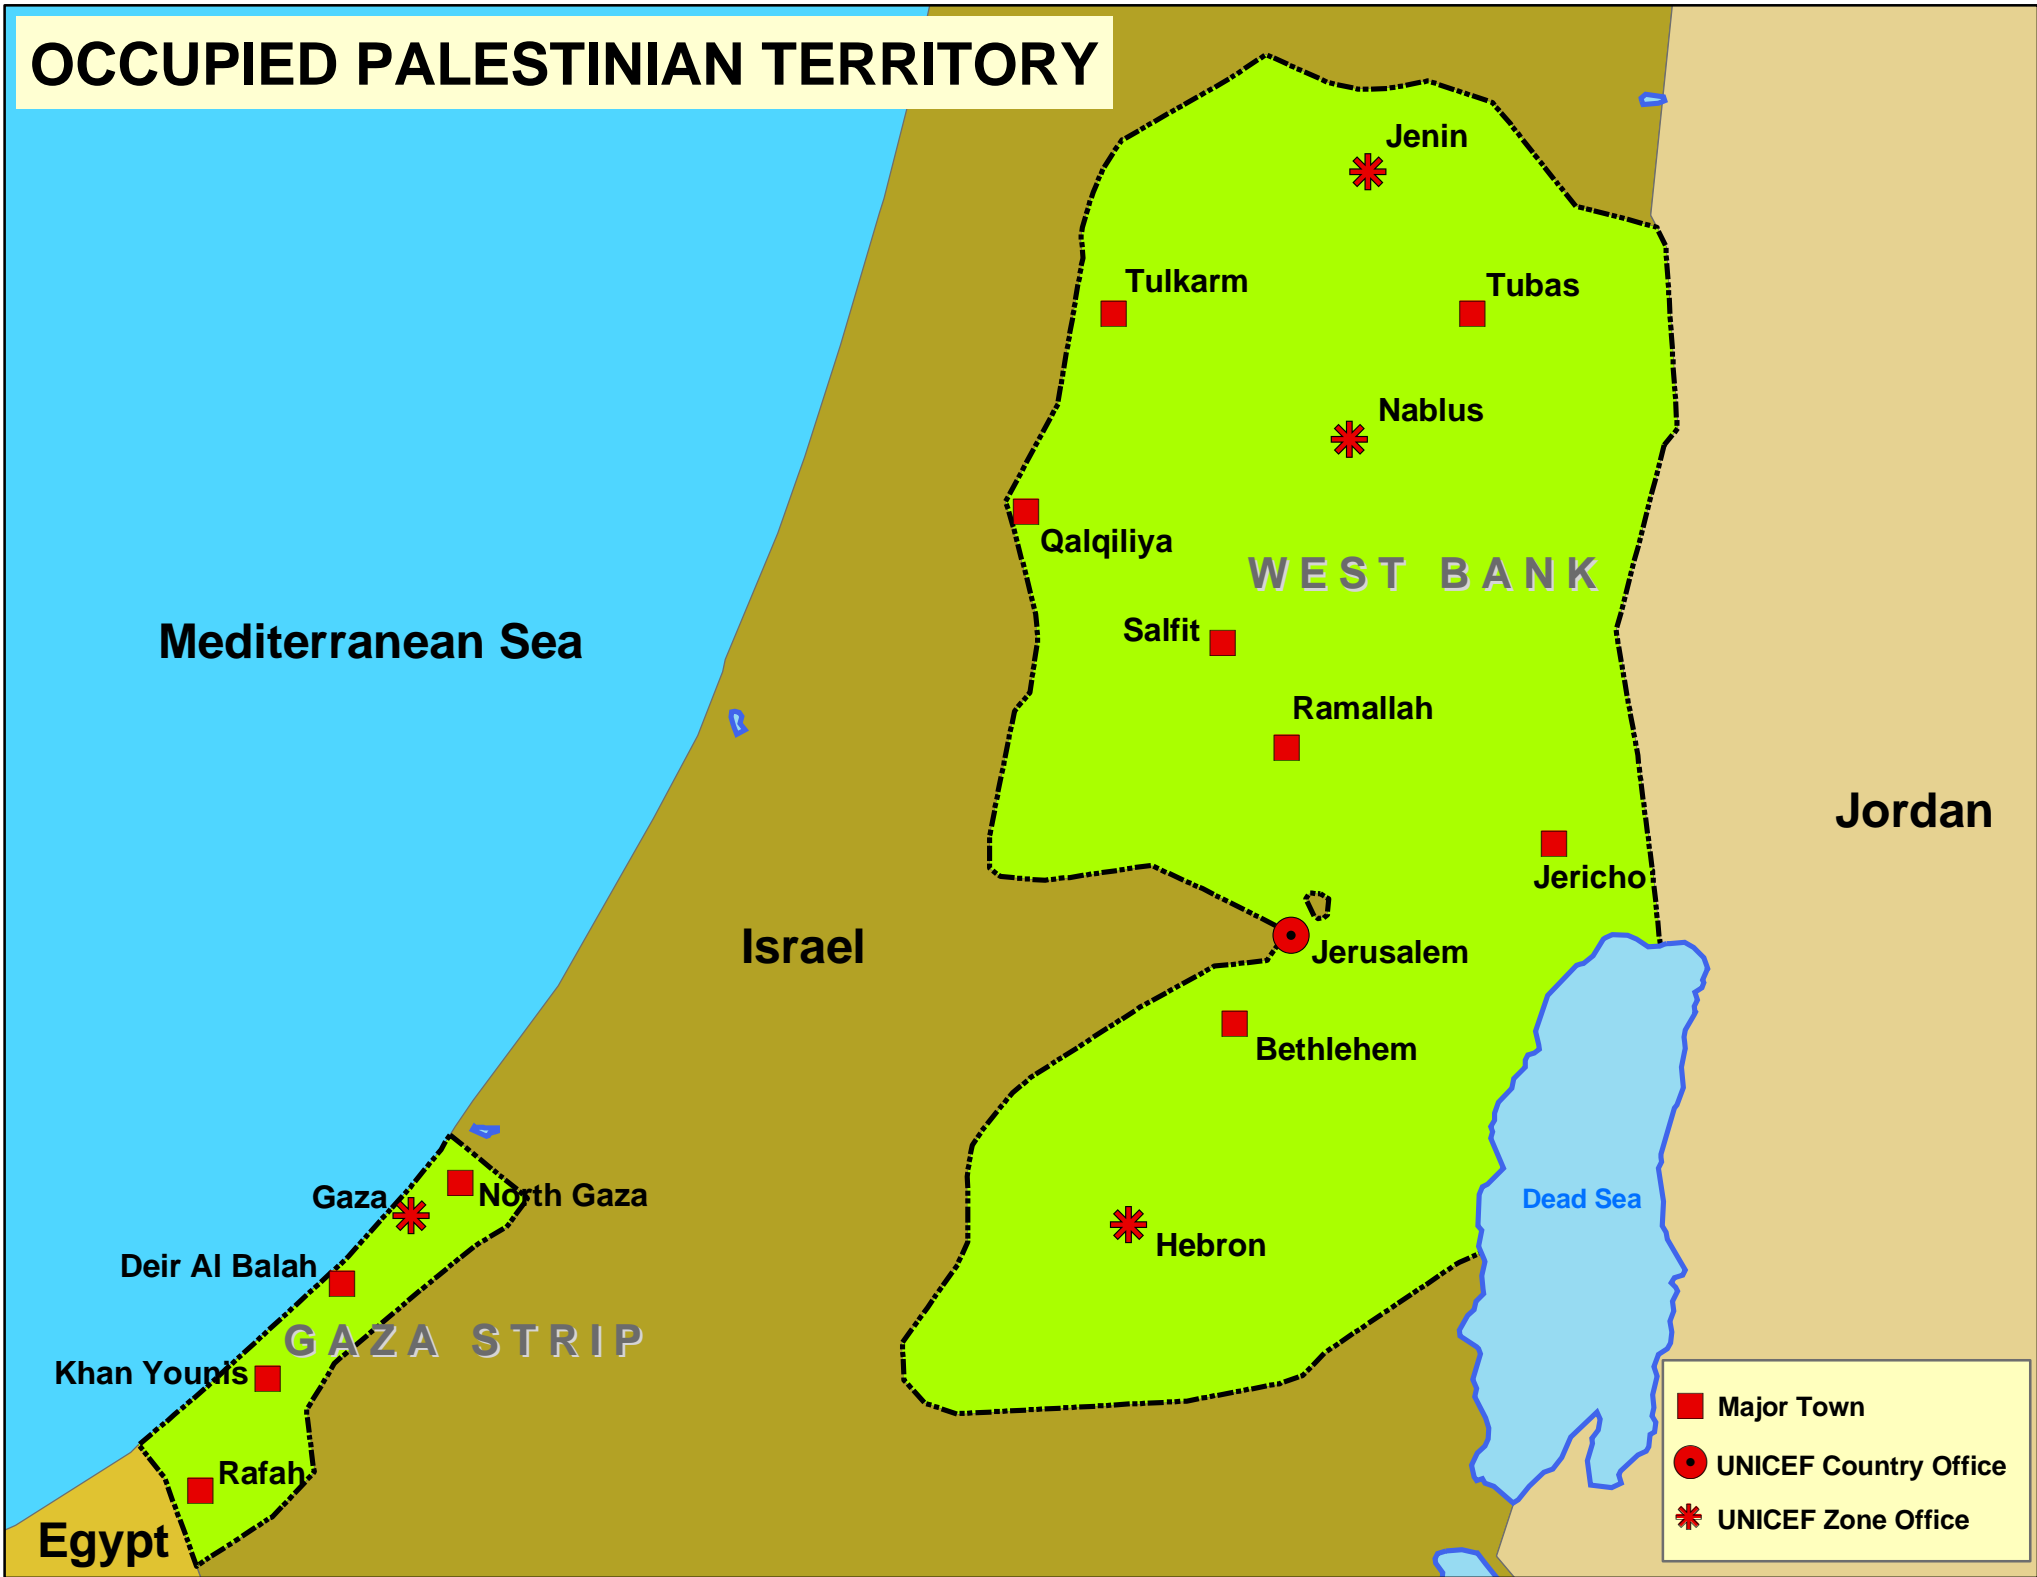 OCCUPIED PALESTINIAN TERRITORY
Jenin
Tulkarm
Tubas
Nablus
Qalqiliya
WEST BANK
Salfit
Mediterranean Sea
Ramallah
Jordan
Jericho
Israel
Jerusalem
Bethlehem
Gaza
North Gaza
Dead Sea
Hebron
Deir Al Balah
GAZA STRIP
Khan Younis
Rafah
Egypt
Major Town
UNICEF Country Office
UNICEF Zone Office